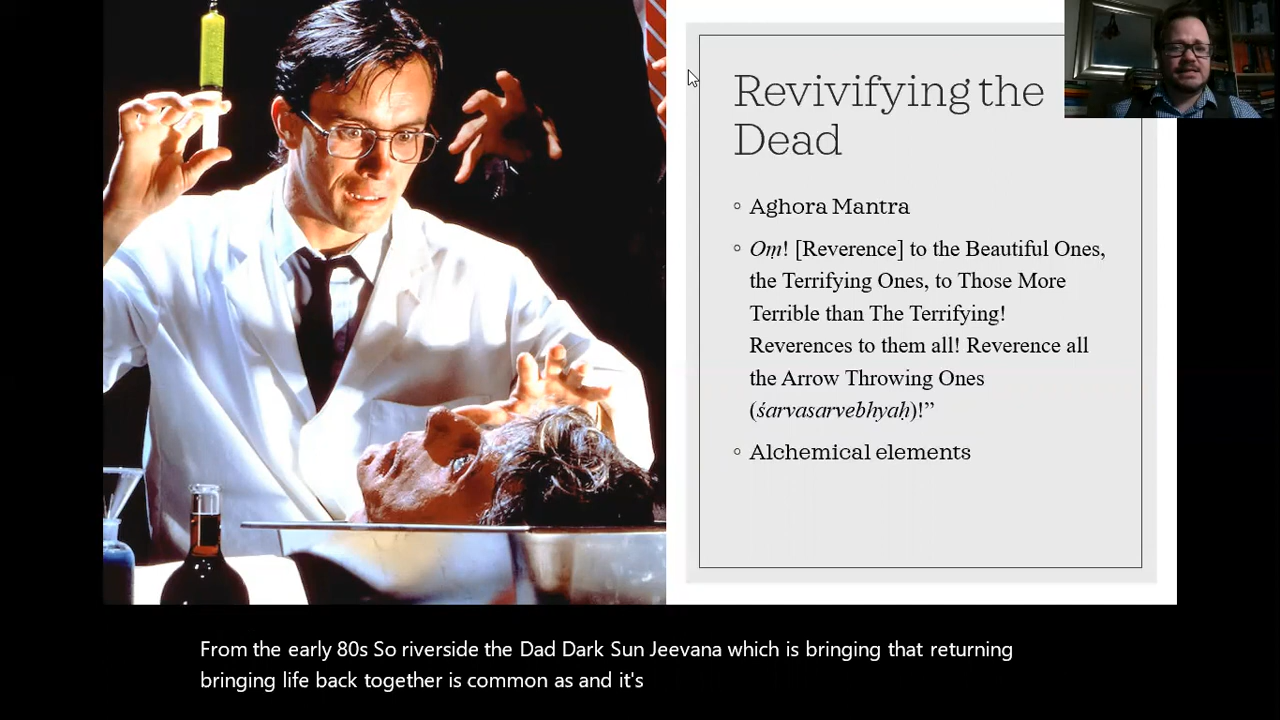 Revivifying the
Dead
Aghora Mantra
Oṃ! [Reverence] to the Beautiful Ones,
the Terrifying Ones, to Those More
Terrible than The Terrifying!
Reverences to them all! Reverence all
the Arrow Throwing Ones
(śarvasarvebhyaḥ)!”
Alchemical elements
From the early 80s So riverside the Dad Dark Sun Jeevana which is bringing that returning
bringing life back together is common as and it's